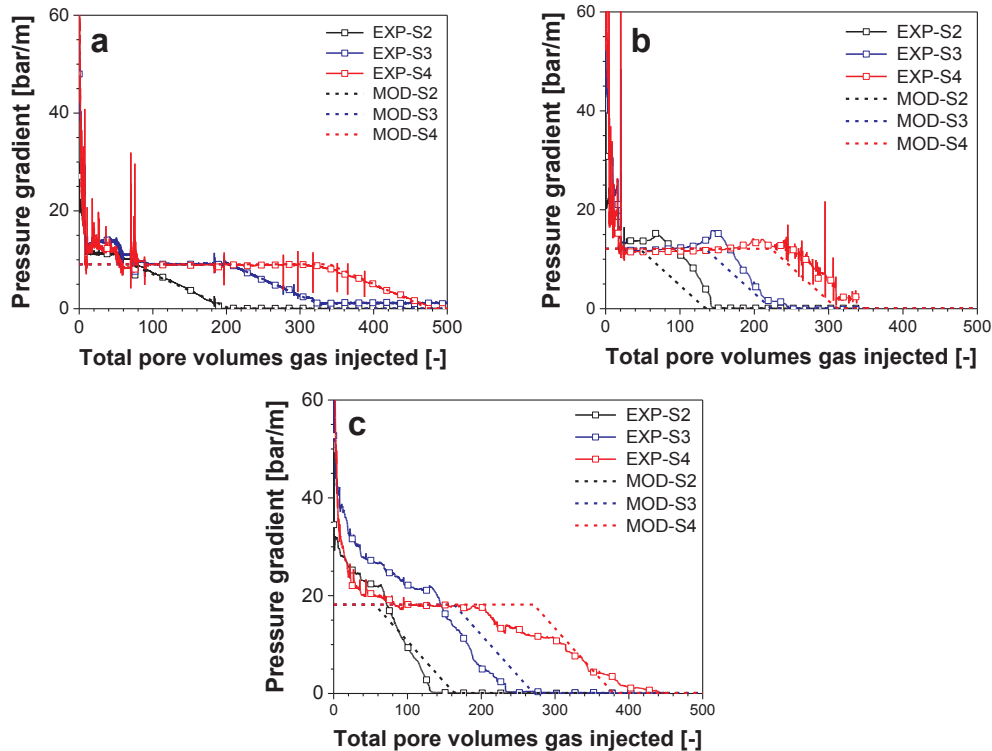 a
EXP-S2
EXP-S3
EXP-S4
MOD-S2
MOD-S3
MOD-S4
Pressure gradient [bar/m]
60
40
20
0
0 100 200 300 400 500
Total pore volumes gas injected [-]
b
EXP-S2
EXP-S3
EXP-S4
MOD-S2
MOD-S3
MOD-S4
Pressure gradient [bar/m]
60
40
20
0
0 100 200 300 400 500
Total pore volumes gas injected [-]
c
EXP-S2
EXP-S3
EXP-S4
MOD-S2
MOD-S3
MOD-S4
Pressure gradient [bar/m]
60
40
20
0
0 100 200 300 400 500
Total pore volumes gas injected [-]